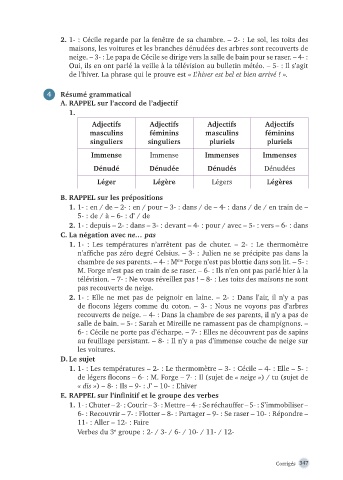 2. 1- : Cécile regarde par la fenêtre de sa chambre. – 2- : Le sol, les toits des
maisons, les voitures et les branches dénudées des arbres sont recouverts de
neige. – 3- : Le papa de Cécile se dirige vers la salle de bain pour se raser. – 4- :
Oui, ils en ont parlé la veille à la télévision au bulletin météo. – 5- : Il s'agit
de l'hiver. La phrase qui le prouve est « L'hiver est bel et bien arrivé ! ».
4 Résumé grammatical
A. RAPPEL sur l'accord de l'adjectif
1.
Adjectifs Adjectifs Adjectifs Adjectifs
masculins féminins masculins féminins
singuliers singuliers pluriels pluriels
Immense Immense Immenses Immenses
Dénudé Dénudée Dénudés Dénudées
Léger Légère Légers Légères
B. RAPPEL sur les prépositions
1. 1- : en / de – 2- : en / pour – 3- : dans / de – 4- : dans / de / en train de –
5- : de / à – 6- : d' / de
2. 1- : depuis – 2- : dans – 3- : devant – 4- : pour / avec – 5- : vers – 6- : dans
C. La négation avec ne... pas
1. 1- : Les températures n'arrêtent pas de chuter. – 2- : Le thermomètre
n'affiche pas zéro degré Celsius. – 3- : Julien ne se précipite pas dans la
chambre de ses parents. – 4- : Mme Forge n'est pas blottie dans son lit. – 5- :
M. Forge n'est pas en train de se raser. – 6- : Ils n'en ont pas parlé hier à la
télévision. – 7- : Ne vous réveillez pas ! – 8- : Les toits des maisons ne sont
pas recouverts de neige.
2. 1- : Elle ne met pas de peignoir en laine. – 2- : Dans l'air, il n'y a pas
de flocons légers comme du coton. – 3- : Nous ne voyons pas d'arbres
recouverts de neige. – 4- : Dans la chambre de ses parents, il n'y a pas de
salle de bain. – 5- : Sarah et Mireille ne ramassent pas de champignons. –
6- : Cécile ne porte pas d'écharpe. – 7- : Elles ne découvrent pas de sapins
au feuillage persistant. – 8- : Il n'y a pas d'immense couche de neige sur
les voitures.
D. Le sujet
1. 1- : Les températures – 2- : Le thermomètre – 3- : Cécile – 4- : Elle – 5- :
de légers flocons – 6- : M. Forge – 7- : Il (sujet de « neige ») / tu (sujet de
« dis ») – 8- : Ils – 9- : J' – 10- : L'hiver
E. RAPPEL sur l'infinitif et le groupe des verbes
1. 1- : Chuter – 2- : Courir – 3- : Mettre – 4- : Se réchauffer – 5- : S'immobiliser –
6- : Recouvrir – 7- : Flotter – 8- : Partager – 9- : Se raser – 10- : Répondre –
11- : Aller – 12- : Faire
Verbes du 3e groupe : 2- / 3- / 6- / 10- / 11- / 12-
Corrigés 347